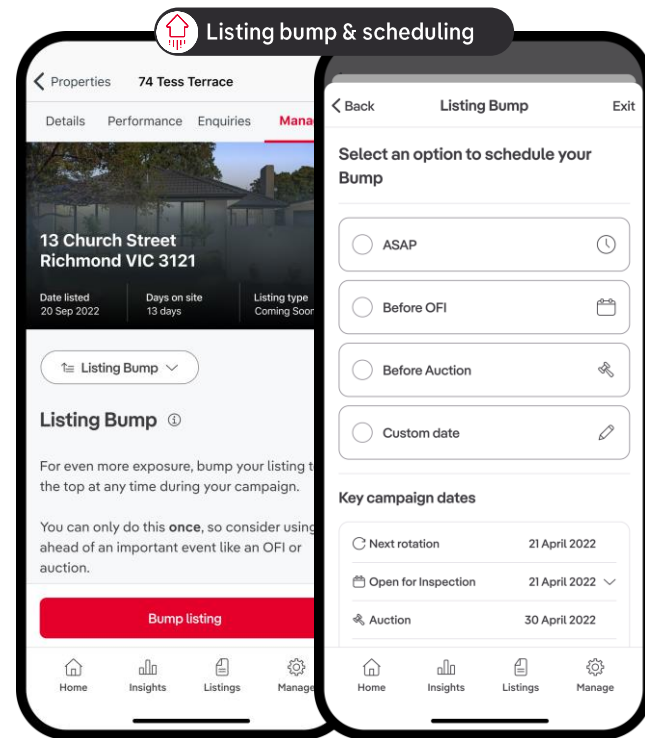 Listing bump & scheduling
Properties
74 Tess Terrace
Details Performance Enquiries Mana
13 Church Street
Richmond VIC 3121
Date listed Days on site Listing type
20 Sep 2022 13 days Coming Soon
Listing Bump
Listing Bump
For even more exposure, bump your listing t
the top at any time during your campaign.
You can only do this once, so consider using
ahead of an important event like an OFI or
auction.
Bump listing
Home Insights Listings Manage
Back Listing Bump Exit
Select an option to schedule your
Bump
ASAP
Before OFI
Before Auction
Custom date
Key campaign dates
Next rotation 21 April 2022
Open for Inspection 21 April 2022
Auction 30 April 2022
Home Insights Listings Manage